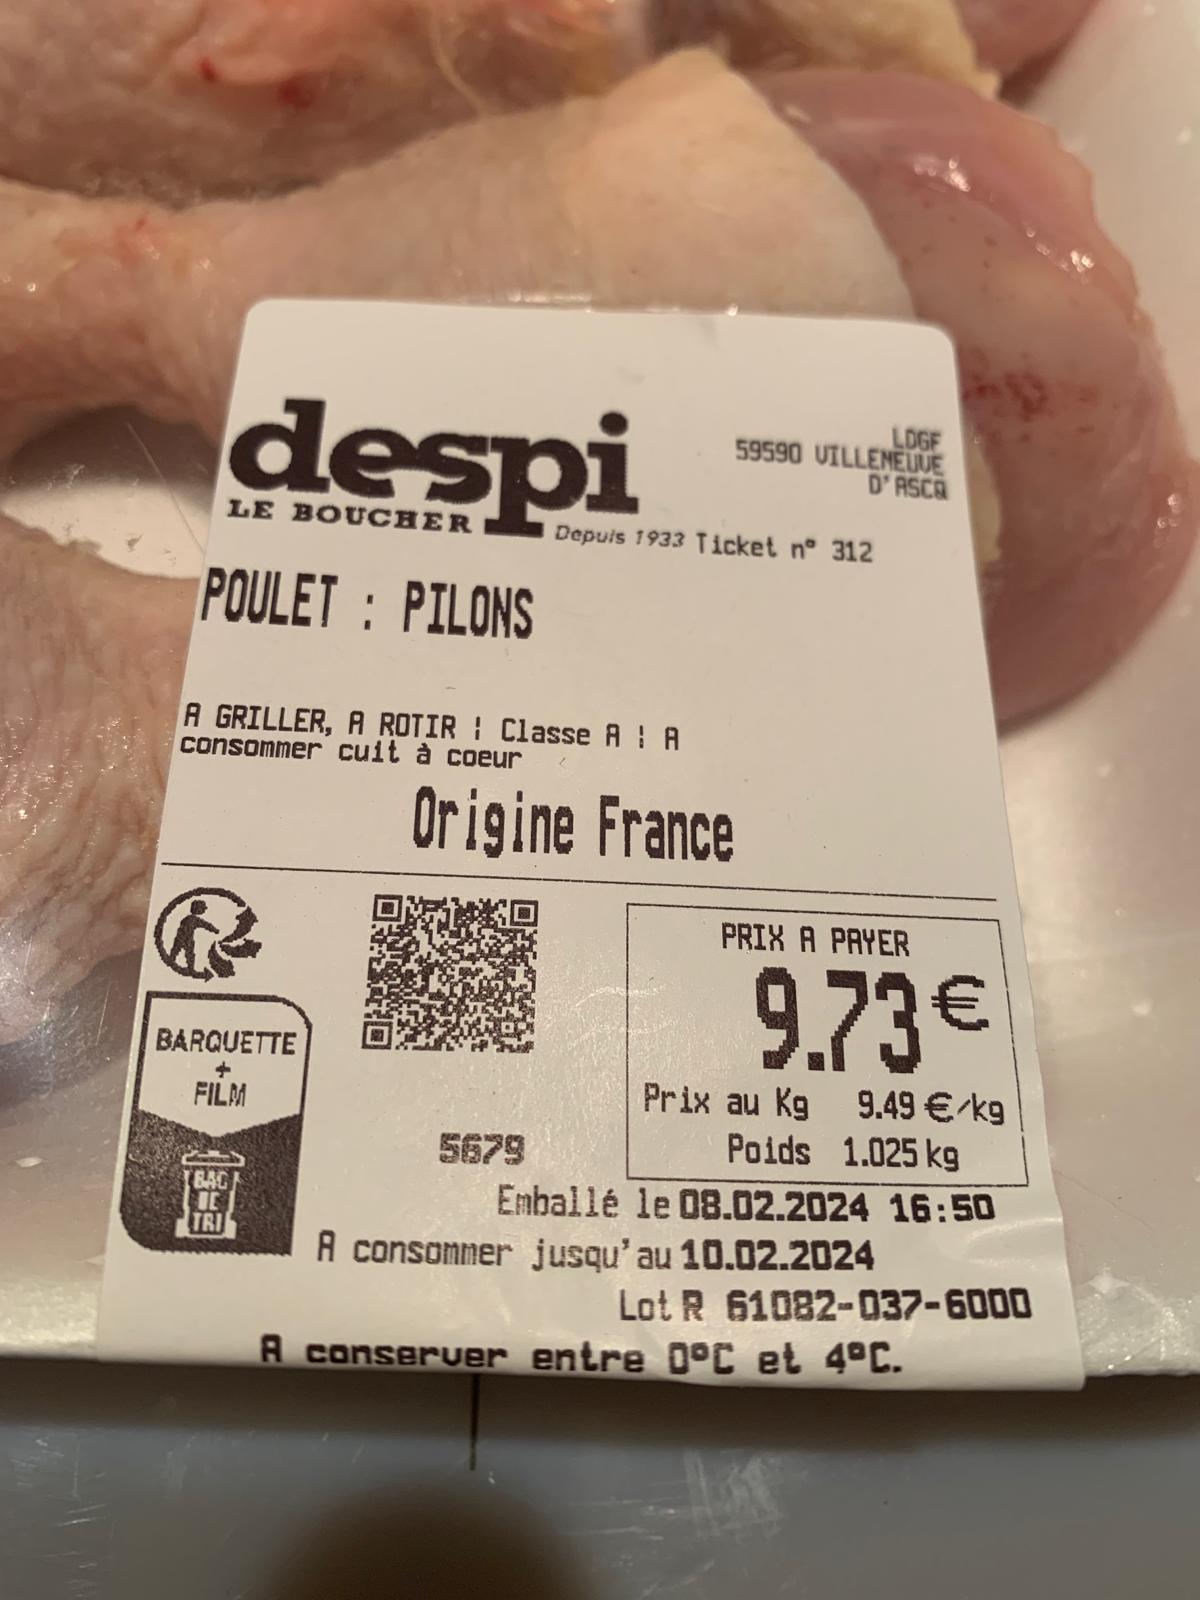 despi
LE BOUCHER
Depuis 1933 Ticket n° 312
LDGF
59590 VILLENEUVE
D'ASCQ
POULET : PILONS
A GRILLER, A ROTIR ¦ Classe A ¦ A
consommer cuit à coeur
Origine France
BARQUETTE
+
FILM
BAC
DE
TRI
5679
PRIX A PAYER
9.73 €
Prix au Kg 9.49 €/kg
Poids 1.025 kg
Emballé le 08.02.2024 16:50
A consommer jusqu'au 10.02.2024
Lot R 61082-037-6000
A conserver entre 0°C et 4°C.